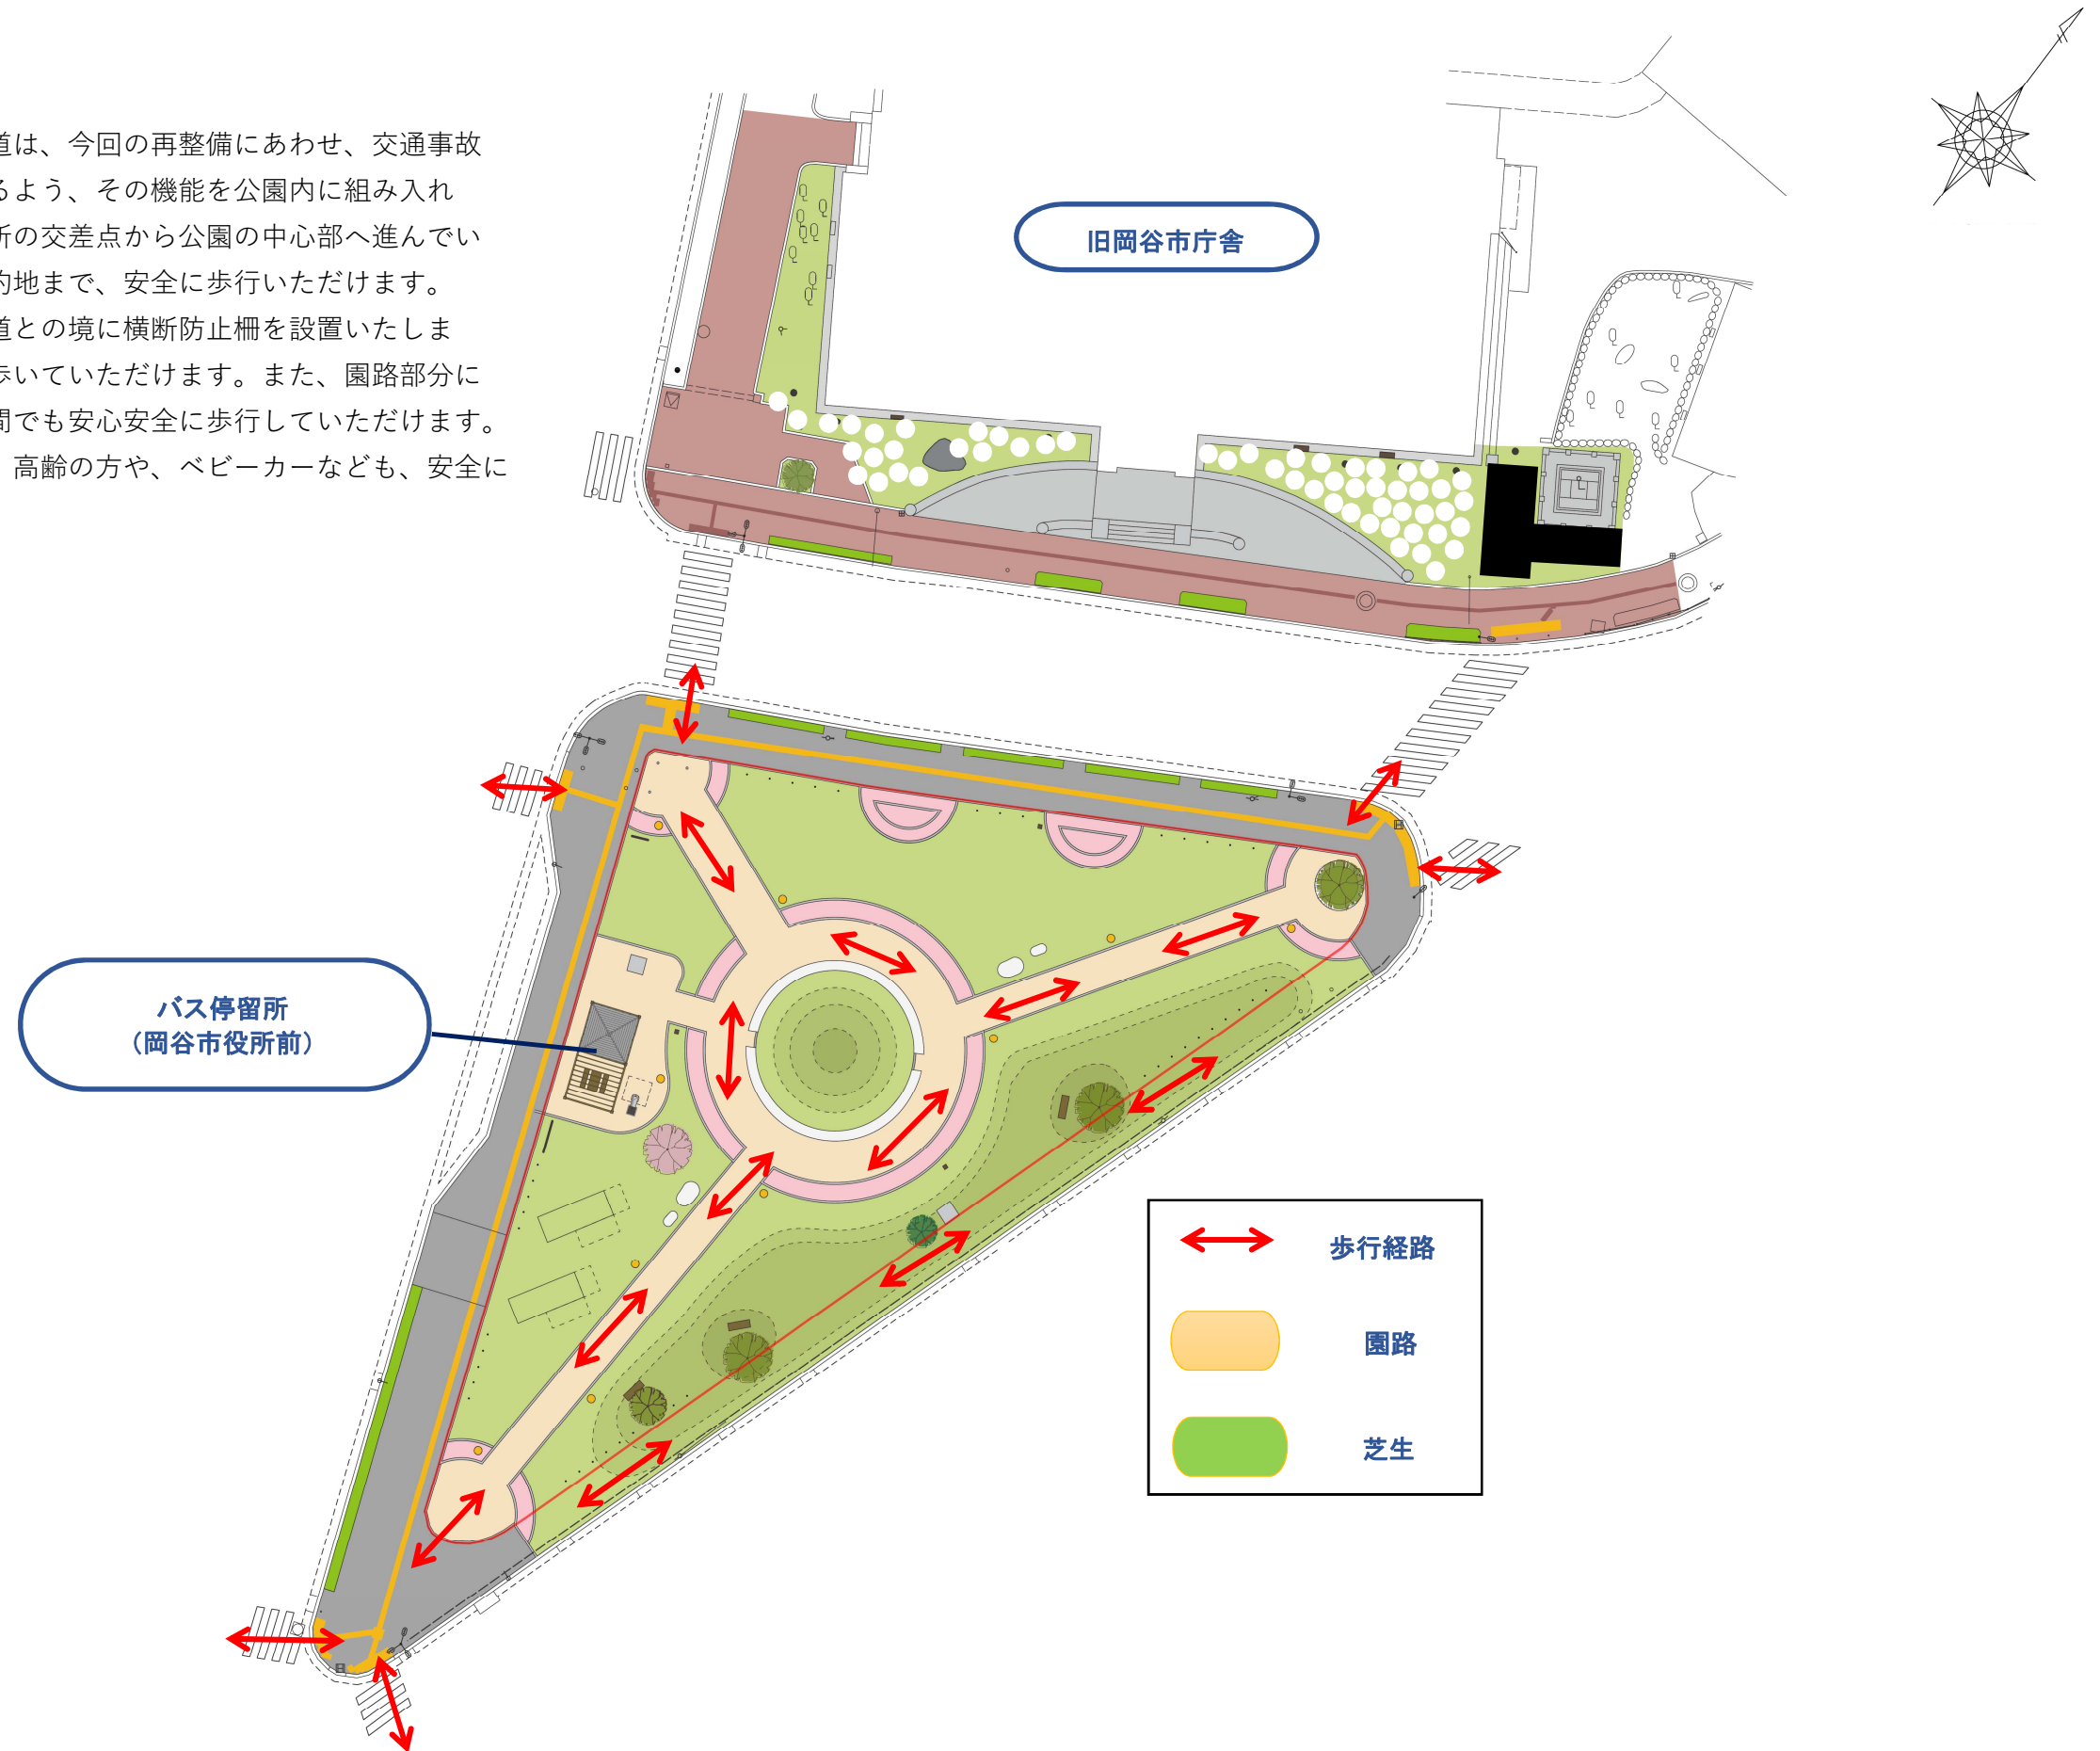 道は、今回の再整備にあわせ、交通事故
るよう、その機能を公園内に組み入れ
所の交差点から公園の中心部へ進んでい
的地まで、安全に歩行いただけます。
道との境に横断防止柵を設置いたしま
歩いていただけます。また、園路部分に
間でも安心安全に歩行していただけます。
高齢の方や、ベビーカーなども、安全に
旧岡谷市庁舎
バス停留所
（岡谷市役所前）
歩行経路
園路
芝生